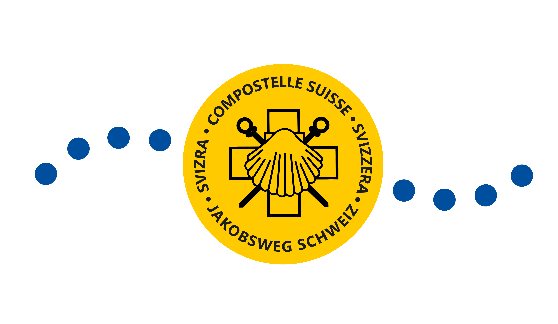 COMPOSTELLE SUISSE • SVIZZERA • JAKOBSWEG SCHWEIZ • SVIZRA •